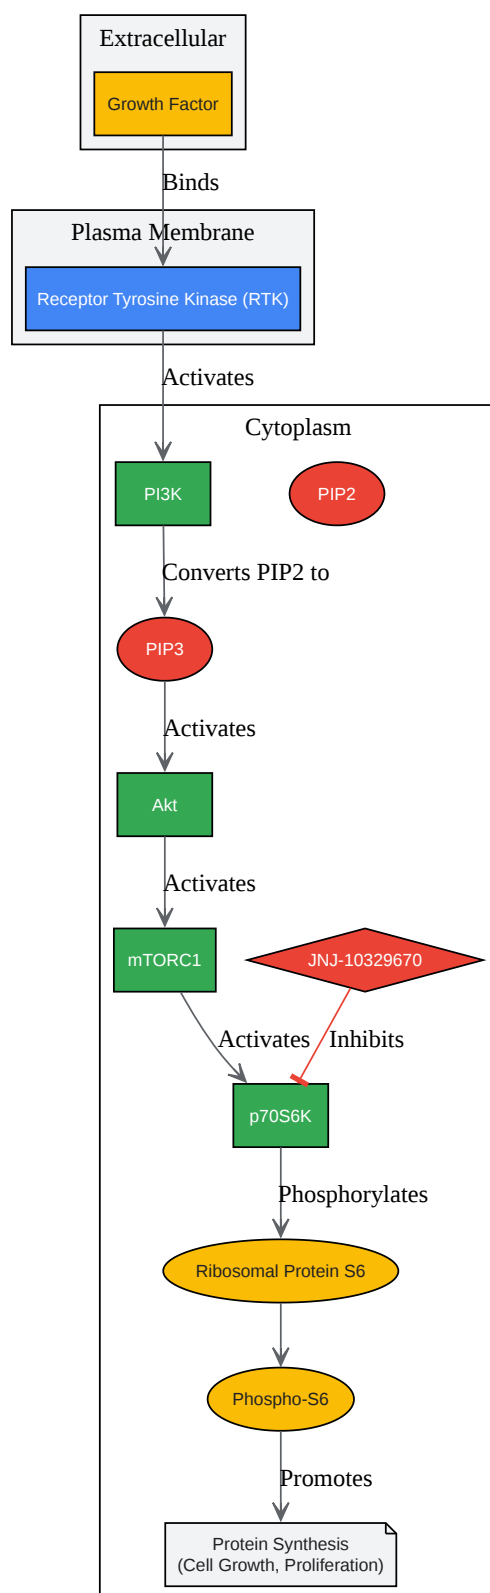 Extracellular
Growth Factor
Binds
Plasma Membrane
Receptor Tyrosine Kinase (RTK)
Activates
Cytoplasm
PI3K
PIP2
Converts PIP2 to
PIP3
Activates
Akt
Activates
mTORC1
JNJ-10329670
Activates
Inhibits
p70S6K
Phosphorylates
Ribosomal Protein S6
Phospho-S6
Promotes
Protein Synthesis
(Cell Growth, Proliferation)